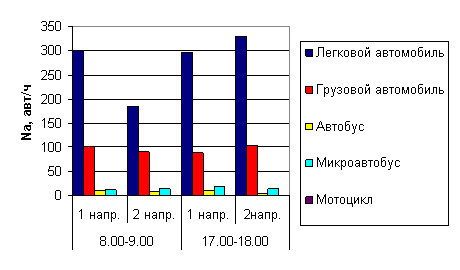 Na, авт/ч
350
300
250
200
150
100
50
0
1 напр.
2 напр.
1 напр.
2напр.
8.00-9.00
17.00-18.00
Легковой автомобиль
Грузовой автомобиль
Автобус
Микроавтобус
Мотоцикл